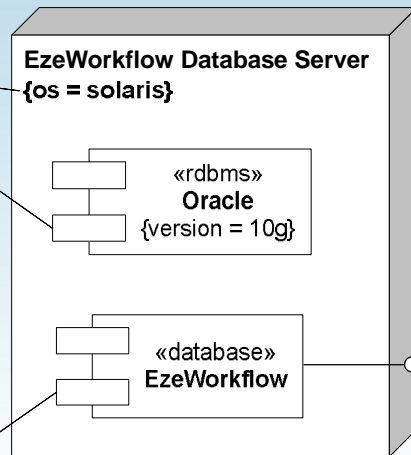 EzeWorkflow Database Server
{os = solaris}
«rdbms»
Oracle
{version = 10g}
«database»
EzeWorkflow